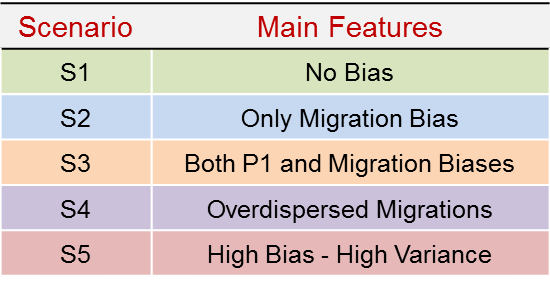 Scenario Main Features
S1 No Bias
S2 Only Migration Bias
S3 Both P1 and Migration Biases
S4 Overdispersed Migrations
S5 High Bias - High Variance